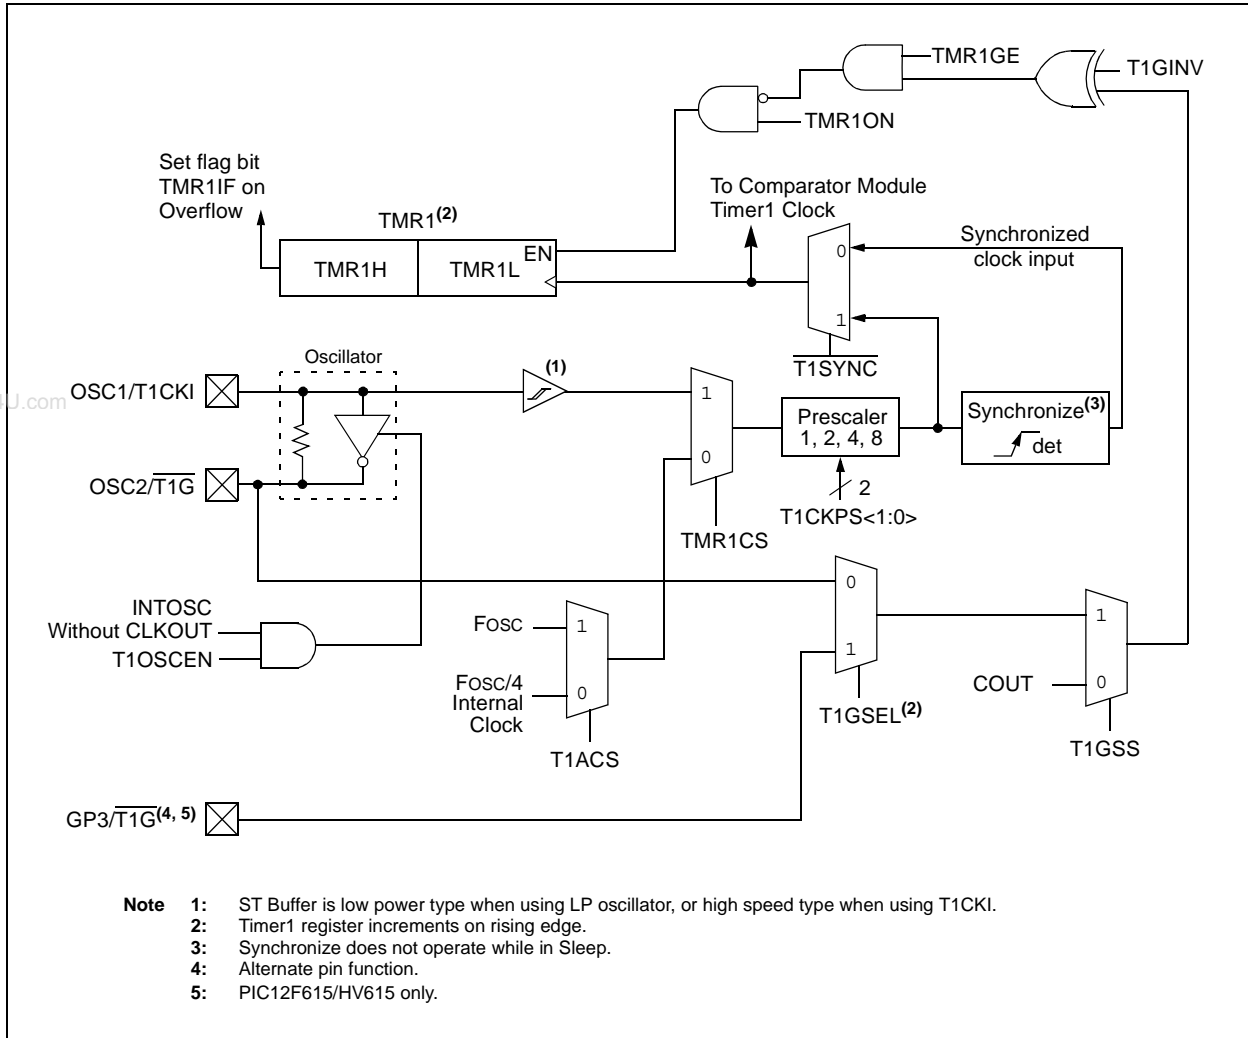 TMR1GE
T1GINV
TMR1ON
Set flag bit
TMR1IF on
Overflow
To Comparator Module
Timer1 Clock
TMR1(2)
EN
TMR1H
TMR1L
0
Synchronized
clock input
1
T1SYNC
Oscillator
(1)
OSC1/T1CKI
U.com
1
Prescaler
1, 2, 4, 8
Synchronize(3)
det
0
OSC2/T1G
2
T1CKPS<1:0>
TMR1CS
0
INTOSC
Without CLKOUT
T1OSCEN
FOSC
1
1
1
FOSC/4
Internal
Clock
0
COUT
0
T1GSEL(2)
T1ACS
T1GSS
GP3/T1G(4, 5)
Note 1: ST Buffer is low power type when using LP oscillator, or high speed type when using T1CKI.
2: Timer1 register increments on rising edge.
3: Synchronize does not operate while in Sleep.
4: Alternate pin function.
5: PIC12F615/HV615 only.